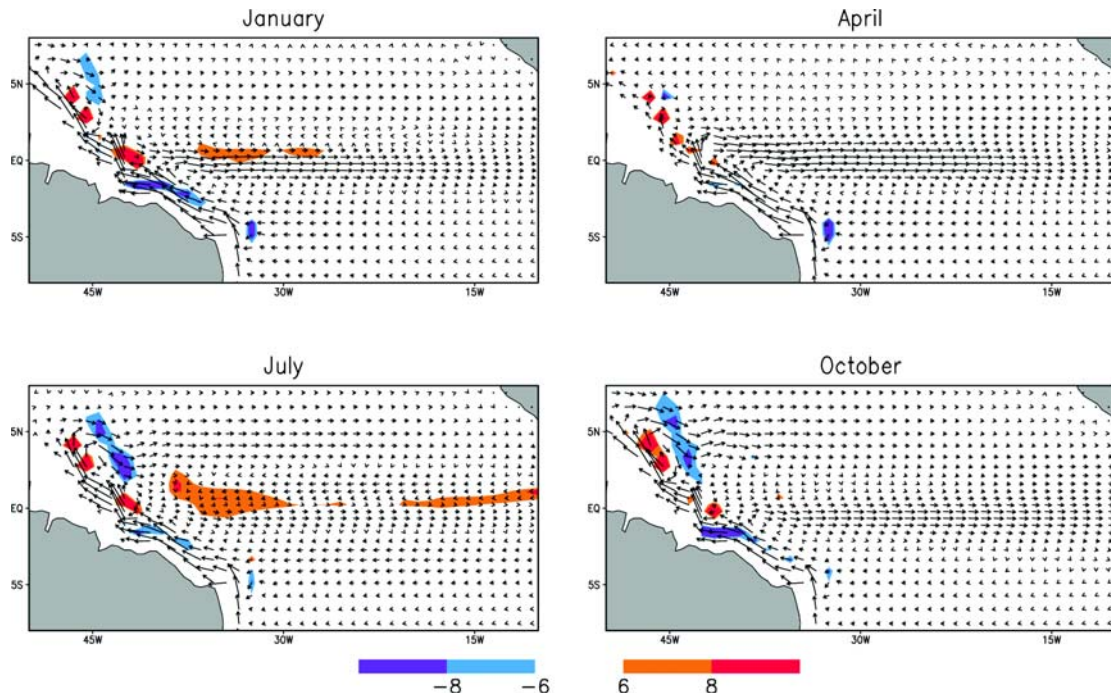 January
April
5N
EQ
5S
45W
30W
15W
5N
EQ
5S
45W
30W
15W
July
October
5N
EQ
5S
45W
30W
15W
5N
EQ
5S
45W
30W
15W
-8
-6
6
8